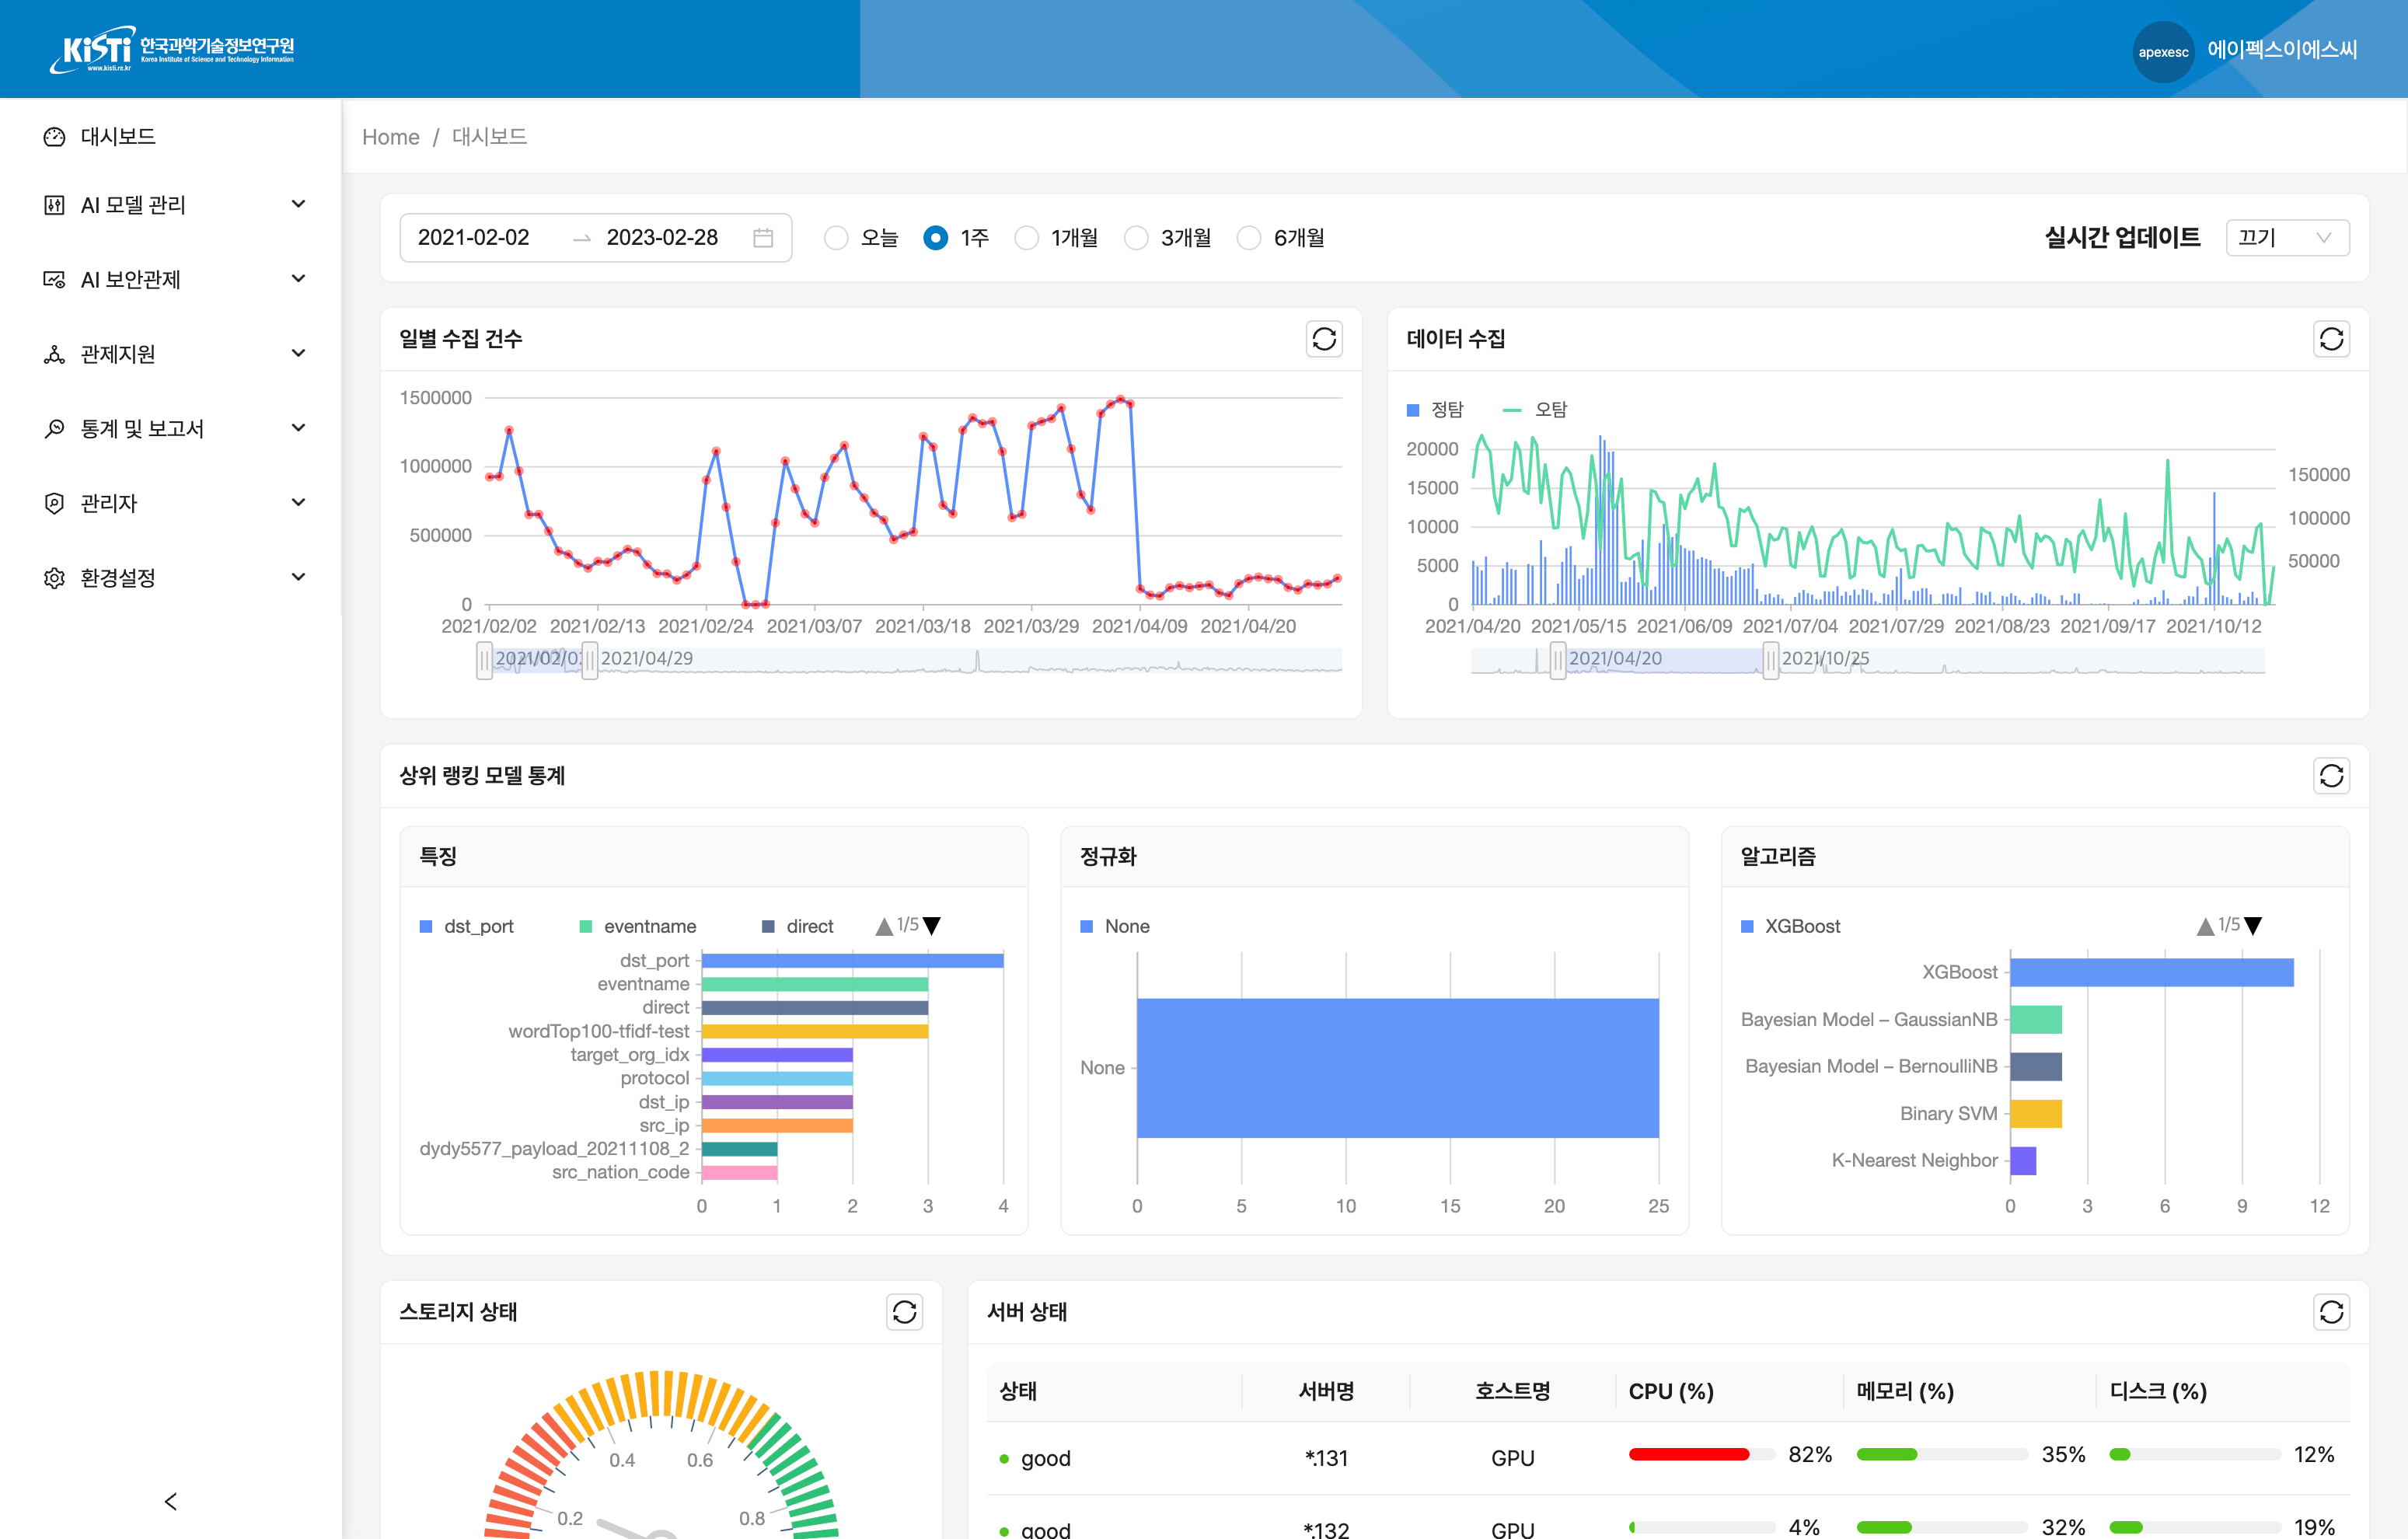 KiSTi 한국과학기술정보연구원
www.kisti.re.kr Korea Institute of Science and Technology Information
apexesc 에이펙스이에스씨
대시보드
AI 모델 관리
AI 보안관제
관제지원
통계 및 보고서
관리자
환경설정
Home / 대시보드
2021-02-02 → 2023-02-28 오늘 1주 1개월 3개월 6개월 실시간 업데이트 끄기
일별 수집 건수
1500000
1000000
500000
0
2021/02/02 2021/02/13 2021/02/24 2021/03/07 2021/03/18 2021/03/29 2021/04/09 2021/04/20
2021/02/02 2021/04/29
데이터 수집
정탐 오탐
20000
15000
10000
5000
0
150000
100000
50000
2021/04/20 2021/05/15 2021/06/09 2021/07/04 2021/07/29 2021/08/23 2021/09/17 2021/10/12
2021/04/20 2021/10/25
상위 랭킹 모델 통계
특징
dst_port eventname direct ▲ 1/5 ▼
dst_port
eventname
direct
wordTop100-tfidf-test
target_org_idx
protocol
dst_ip
src_ip
dydy5577_payload_20211108_2
src_nation_code
0 1 2 3 4
정규화
None
None
0 5 10 15 20 25
알고리즘
XGBoost ▲ 1/5 ▼
XGBoost
Bayesian Model – GaussianNB
Bayesian Model – BernoulliNB
Binary SVM
K-Nearest Neighbor
0 3 6 9 12
스토리지 상태
0.4 0.6
0.2 0.8
서버 상태
상태 서버명 호스트명 CPU (%) 메모리 (%) 디스크 (%)
good *.131 GPU 82% 35% 12%
good *.132 GPU 4% 32% 19%